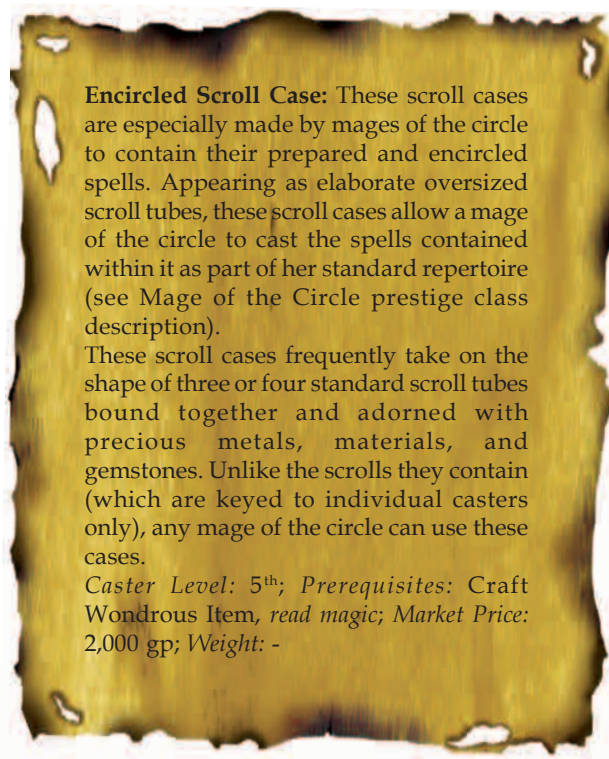 Encircled Scroll Case: These scroll cases
are especially made by mages of the circle
to contain their prepared and encircled
spells. Appearing as elaborate oversized
scroll tubes, these scroll cases allow a mage
of the circle to cast the spells contained
within it as part of her standard repertoire
(see Mage of the Circle prestige class
description).
These scroll cases frequently take on the
shape of three or four standard scroll tubes
bound together and adorned with
precious metals, materials, and
gemstones. Unlike the scrolls they contain
(which are keyed to individual casters
only), any mage of the circle can use these
cases.
Caster Level: 5th; Prerequisites: Craft
Wondrous Item, read magic; Market Price:
2,000 gp; Weight: -